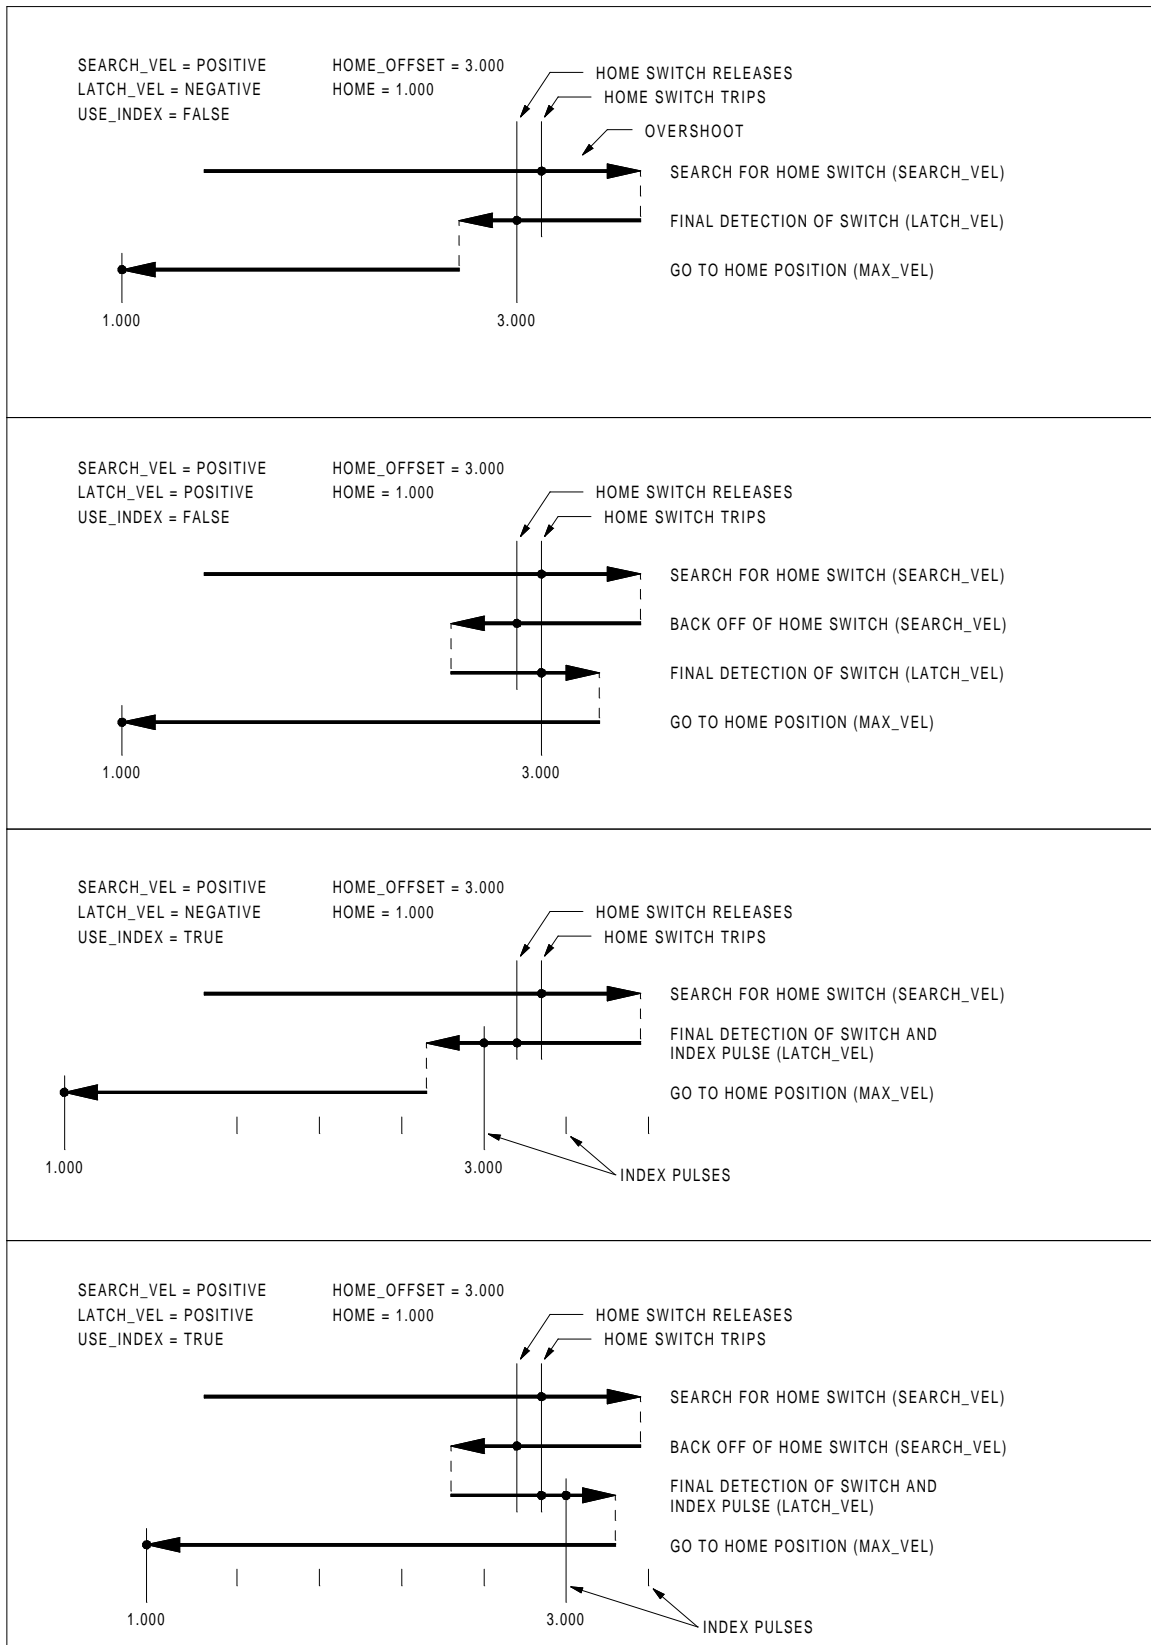 SEARCH_VEL = POSITIVE HOME_OFFSET = 3.000
LATCH_VEL = NEGATIVE HOME = 1.000
USE_INDEX = FALSE
HOME SWITCH RELEASES
HOME SWITCH TRIPS
OVERSHOOT
SEARCH FOR HOME SWITCH (SEARCH_VEL)
FINAL DETECTION OF SWITCH (LATCH_VEL)
GO TO HOME POSITION (MAX_VEL)
1.000 3.000
SEARCH_VEL = POSITIVE HOME_OFFSET = 3.000
LATCH_VEL = POSITIVE HOME = 1.000
USE_INDEX = FALSE
HOME SWITCH RELEASES
HOME SWITCH TRIPS
SEARCH FOR HOME SWITCH (SEARCH_VEL)
BACK OFF OF HOME SWITCH (SEARCH_VEL)
FINAL DETECTION OF SWITCH (LATCH_VEL)
GO TO HOME POSITION (MAX_VEL)
1.000 3.000
SEARCH_VEL = POSITIVE HOME_OFFSET = 3.000
LATCH_VEL = NEGATIVE HOME = 1.000
USE_INDEX = TRUE
HOME SWITCH RELEASES
HOME SWITCH TRIPS
SEARCH FOR HOME SWITCH (SEARCH_VEL)
FINAL DETECTION OF SWITCH AND
INDEX PULSE (LATCH_VEL)
GO TO HOME POSITION (MAX_VEL)
1.000 3.000
INDEX PULSES
SEARCH_VEL = POSITIVE HOME_OFFSET = 3.000
LATCH_VEL = POSITIVE HOME = 1.000
USE_INDEX = TRUE
HOME SWITCH RELEASES
HOME SWITCH TRIPS
SEARCH FOR HOME SWITCH (SEARCH_VEL)
BACK OFF OF HOME SWITCH (SEARCH_VEL)
FINAL DETECTION OF SWITCH AND
INDEX PULSE (LATCH_VEL)
GO TO HOME POSITION (MAX_VEL)
1.000 3.000
INDEX PULSES